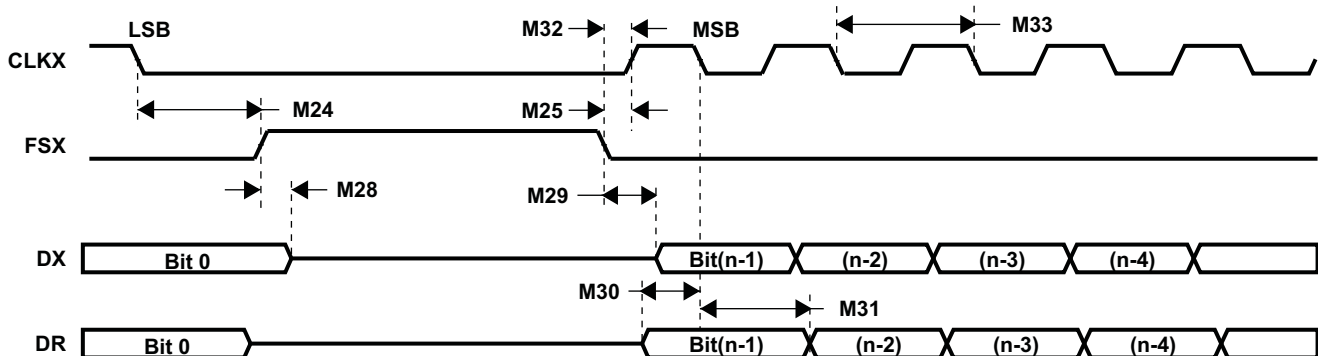 LSB M32 MSB M33
CLKX
M24 M25
FSX
M28 M29
DX Bit 0 Bit(n-1) (n-2) (n-3) (n-4)
M30 M31
DR Bit 0 Bit(n-1) (n-2) (n-3) (n-4)